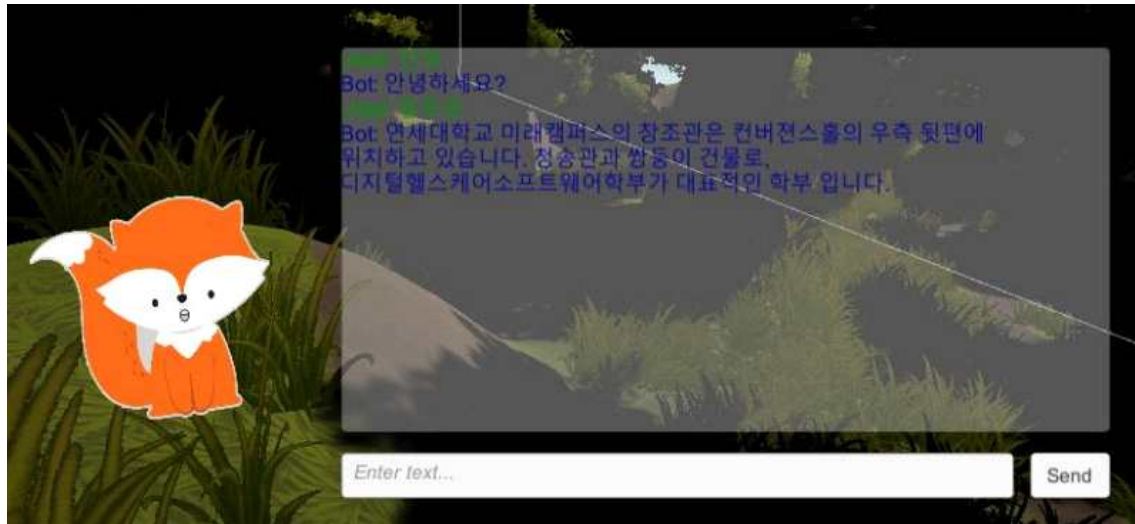 Bot: 안녕하세요?
Bot: 연세대학교 미래캠퍼스의 창조관은 컨버젼스홀의 우측 뒷편에
위치하고 있습니다. 정송관과 쌍둥이 건물로,
디지털헬스케어소프트웨어학부가 대표적인 학부 입니다.
Enter text...
Send